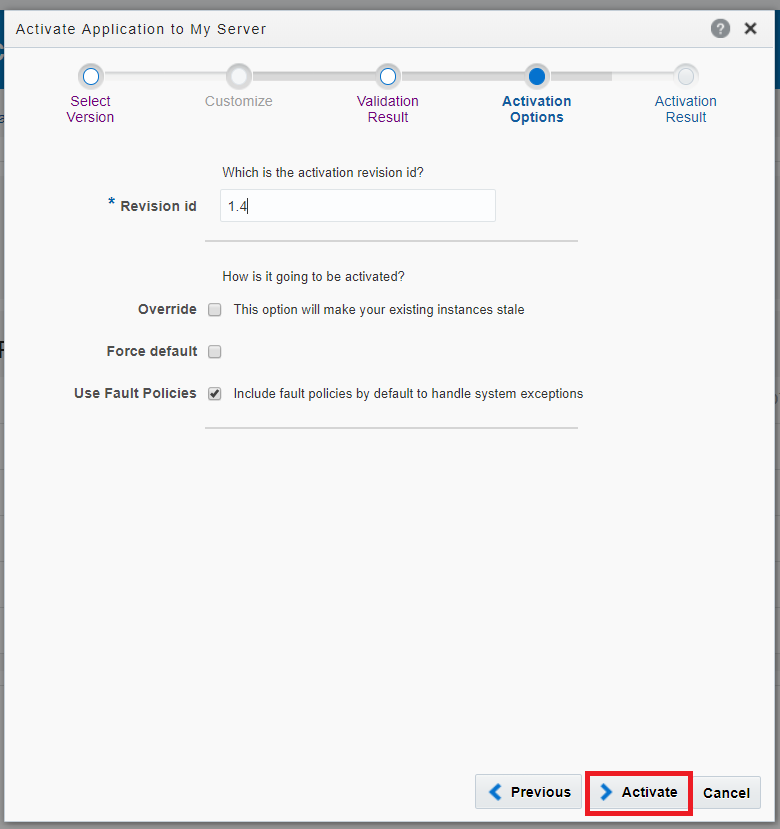 Activate Application to My Server
?
Select
Version
Customize
Validation
Result
Activation
Options
Activation
Result
Which is the activation revision id?
* Revision id 1.4
How is it going to be activated?
Override This option will make your existing instances stale
Force default
Use Fault Policies Include fault policies by default to handle system exceptions
Previous Activate Cancel